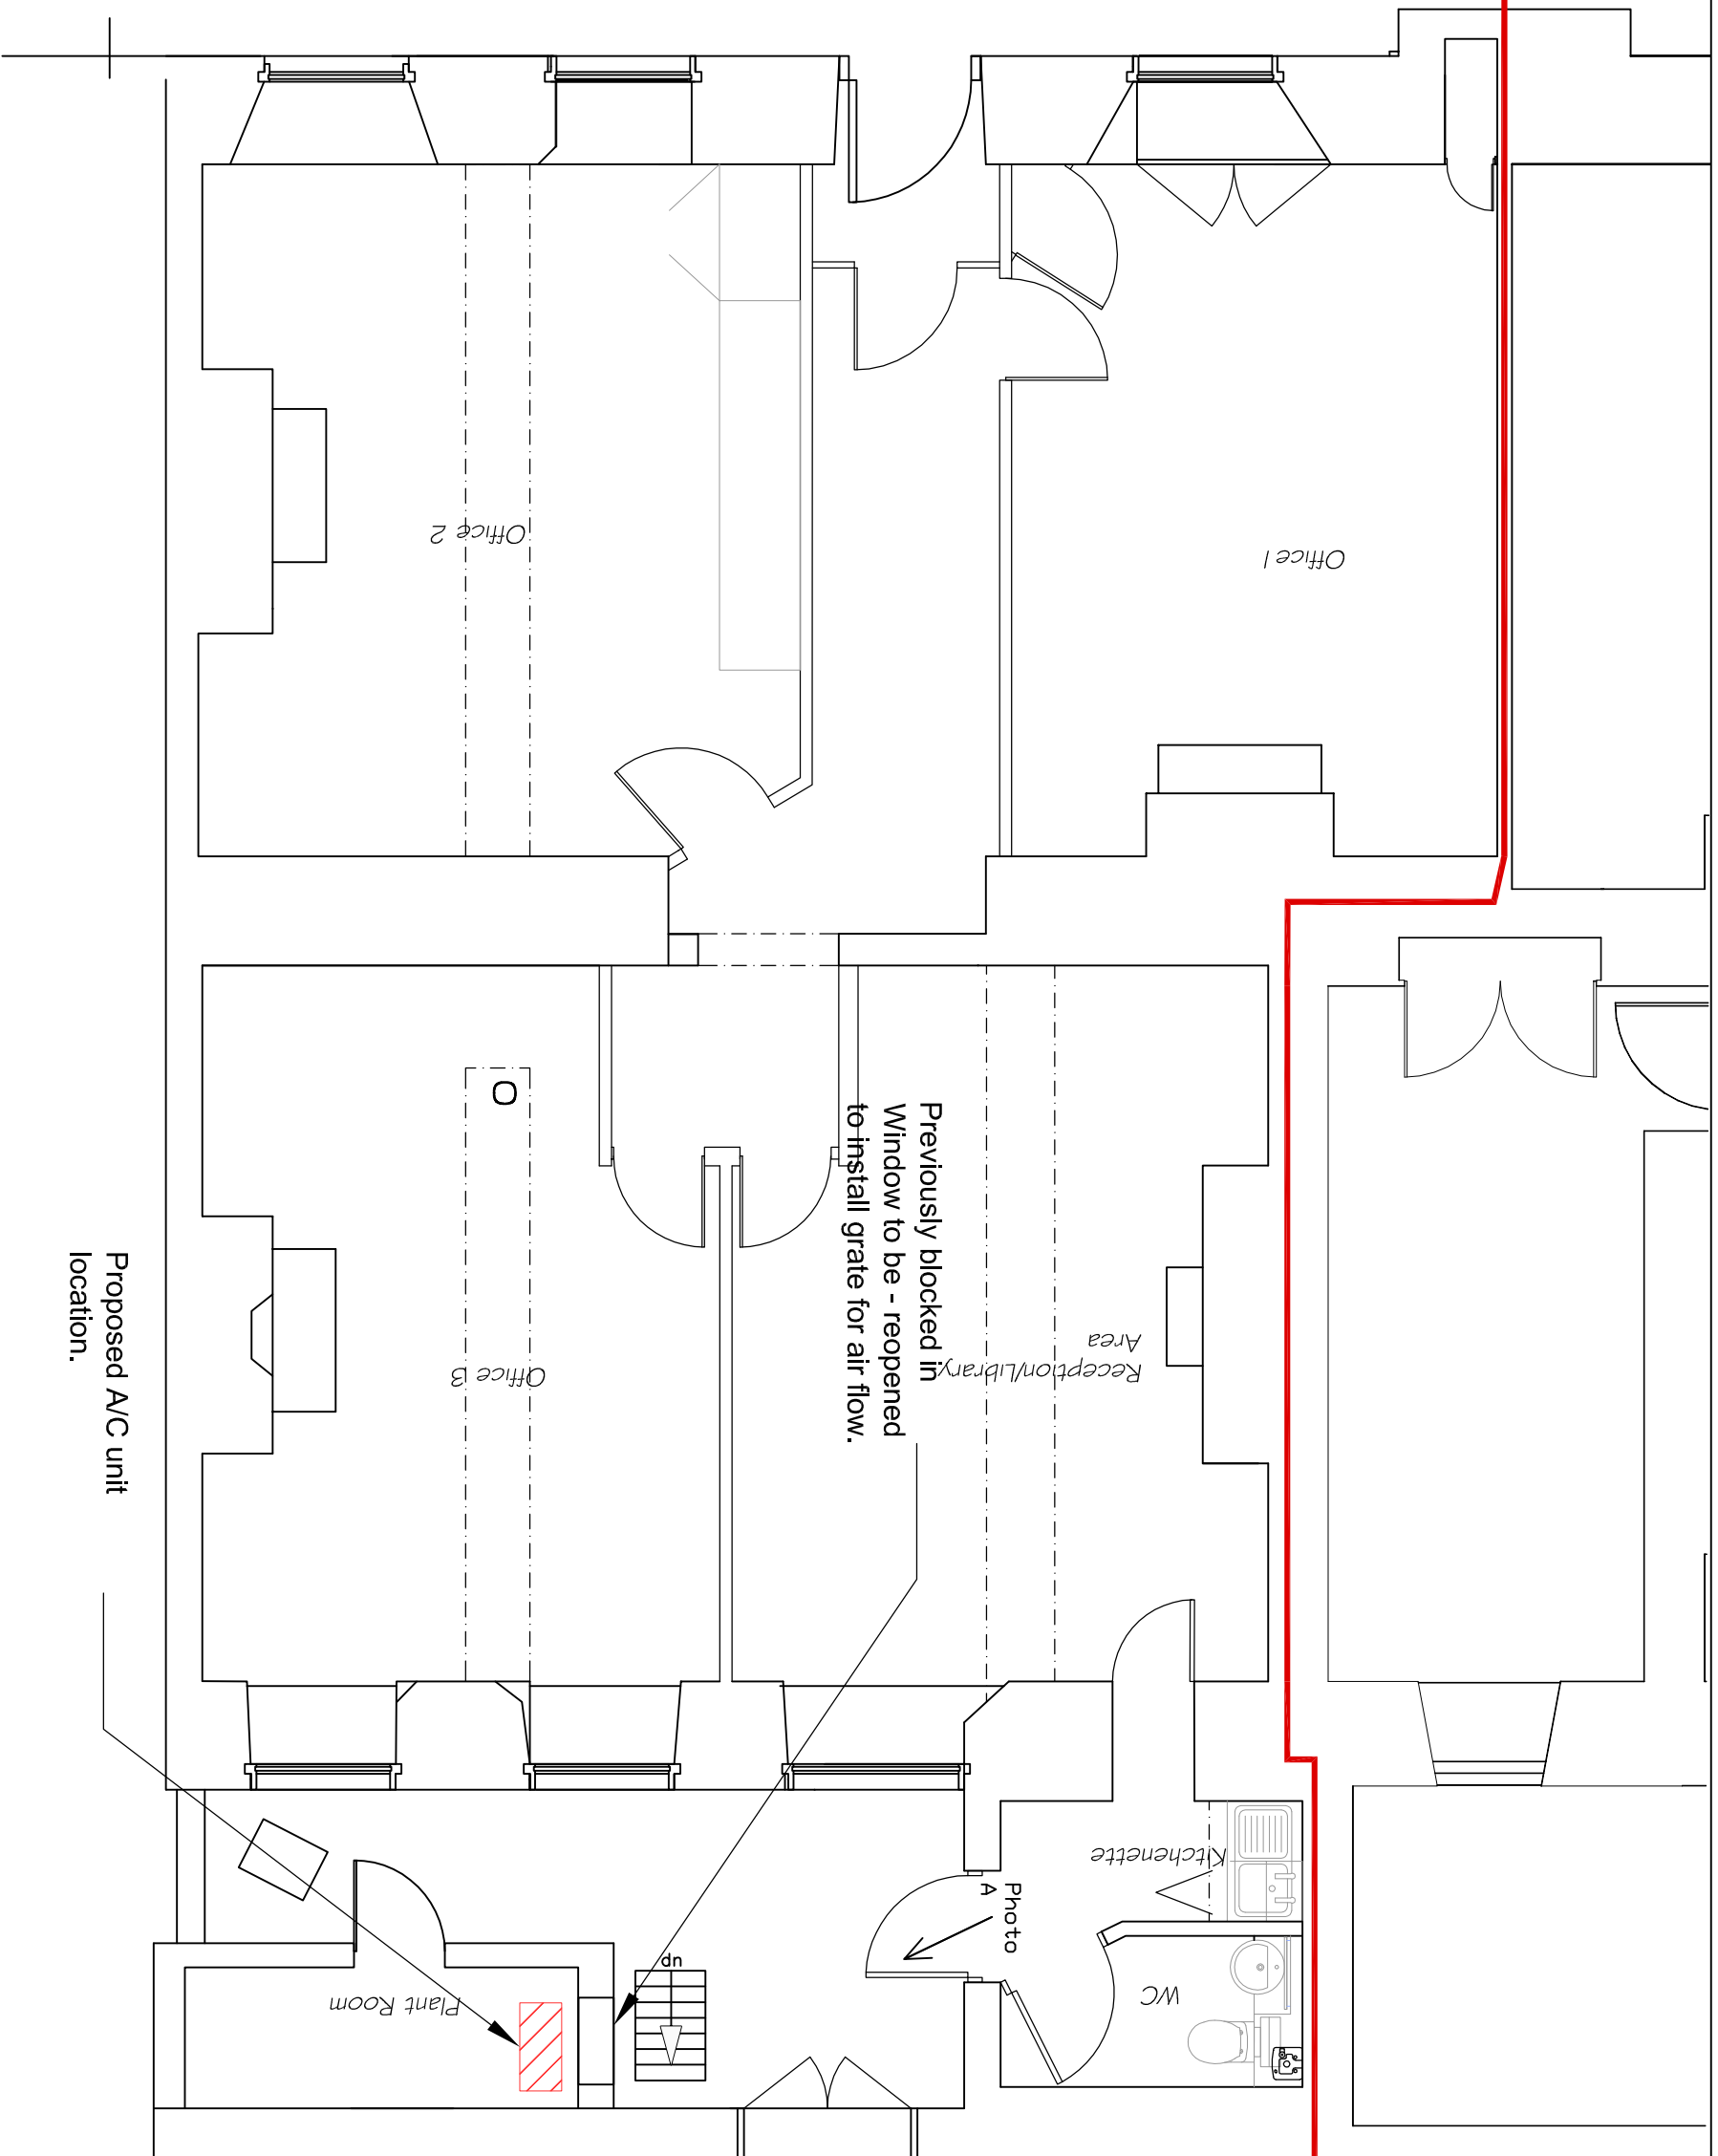 Office 2
Office 1
Previously blocked in
Window to be - reopened
to install grate for air flow.
Reception/Library
Area
Office 3
Proposed A/C unit
location.
Kitchenette
Photo
A
WC
up
Plant Room